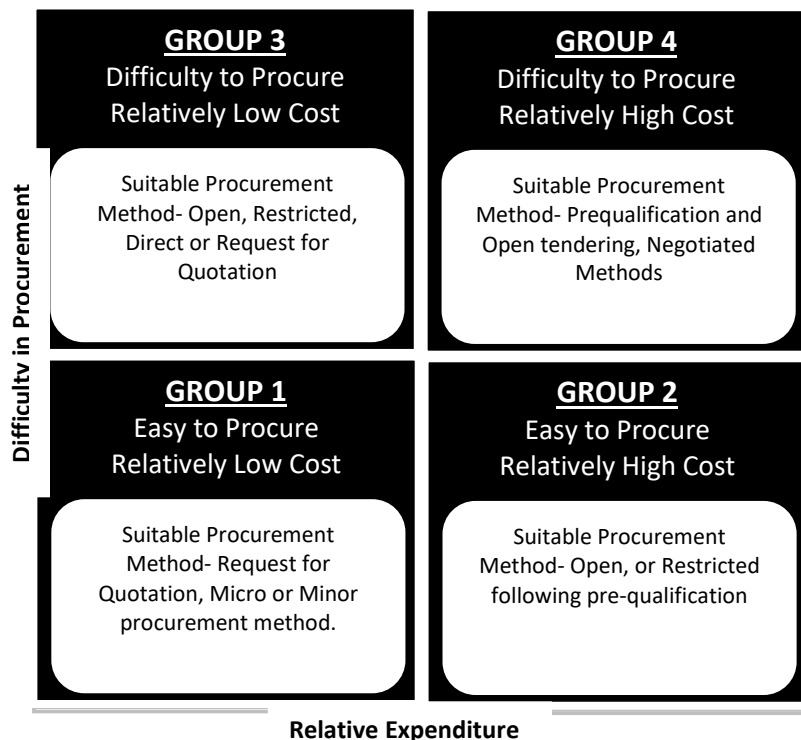 GROUP 3
Difficulty to Procure
Relatively Low Cost
Suitable Procurement
Method- Open, Restricted,
Direct or Request for
Quotation
GROUP 4
Difficulty to Procure
Relatively High Cost
Suitable Procurement
Method- Prequalification and
Open tendering, Negotiated
Methods
Difficulty in Procurement
GROUP 1
Easy to Procure
Relatively Low Cost
Suitable Procurement
Method- Request for
Quotation, Micro or Minor
procurement method.
GROUP 2
Easy to Procure
Relatively High Cost
Suitable Procurement
Method- Open, or Restricted
following pre-qualification
Relative Expenditure